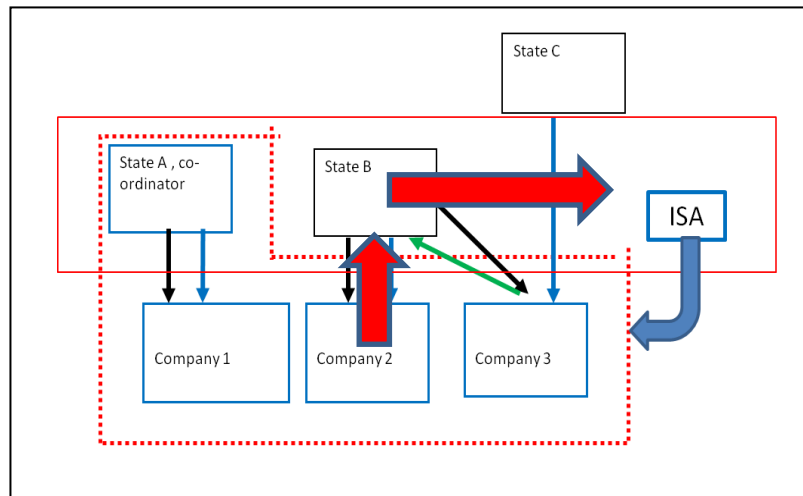 State C
State A , co-
ordinator
State B
ISA
Company 1
Company 2
Company 3